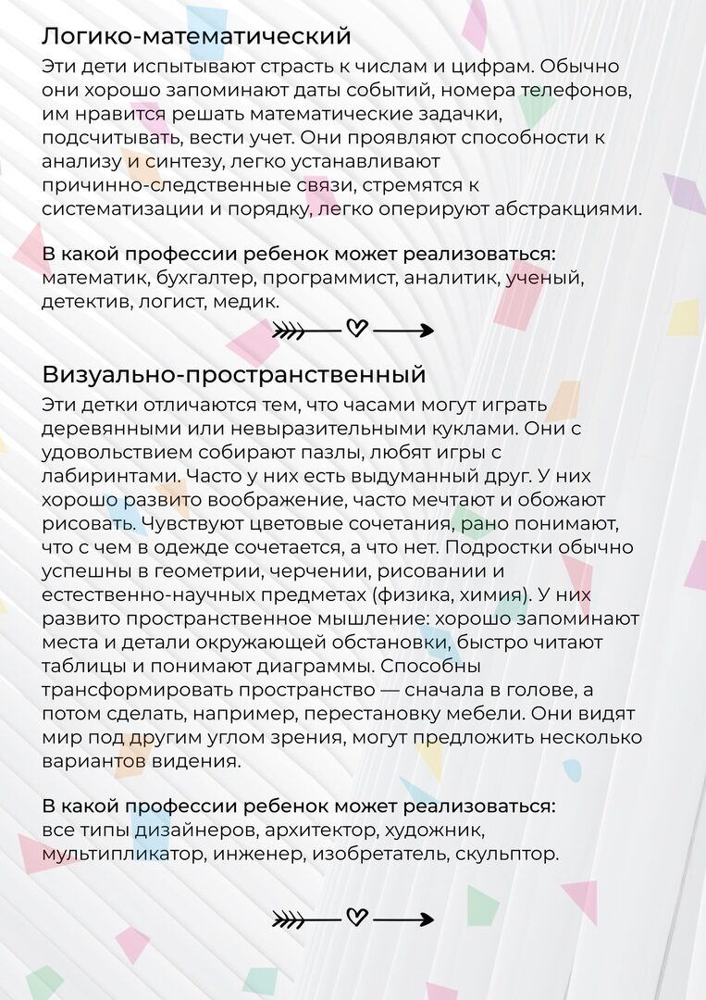 Логико-математический
Эти дети испытывают страсть к числам и цифрам. Обычно
они хорошо запоминают даты событий, номера телефонов,
им нравится решать математические задачки,
подсчитывать, вести учет. Они проявляют способности к
анализу и синтезу, легко устанавливают
причинно-следственные связи, стремятся к
систематизации и порядку, легко оперируют абстракциями.
В какой профессии ребенок может реализоваться:
математик, бухгалтер, программист, аналитик, ученый,
детектив, логист, медик.
Визуально-пространственный
Эти детки отличаются тем, что часами могут играть
деревянными или невыразительными куклами. Они с
удовольствием собирают пазлы, любят игры с
лабиринтами. Часто у них есть выдуманный друг. У них
хорошо развито воображение, часто мечтают и обожают
рисовать. Чувствуют цветовые сочетания, рано понимают,
что с чем в одежде сочетается, а что нет. Подростки обычно
успешны в геометрии, черчении, рисовании и
естественно-научных предметах (физика, химия). У них
развито пространственное мышление: хорошо запоминают
места и детали окружающей обстановки, быстро читают
таблицы и понимают диаграммы. Способны
трансформировать пространство — сначала в голове, а
потом сделать, например, перестановку мебели. Они видят
мир под другим углом зрения, могут предложить несколько
вариантов видения.
В какой профессии ребенок может реализоваться:
все типы дизайнеров, архитектор, художник,
мультипликатор, инженер, изобретатель, скульптор.